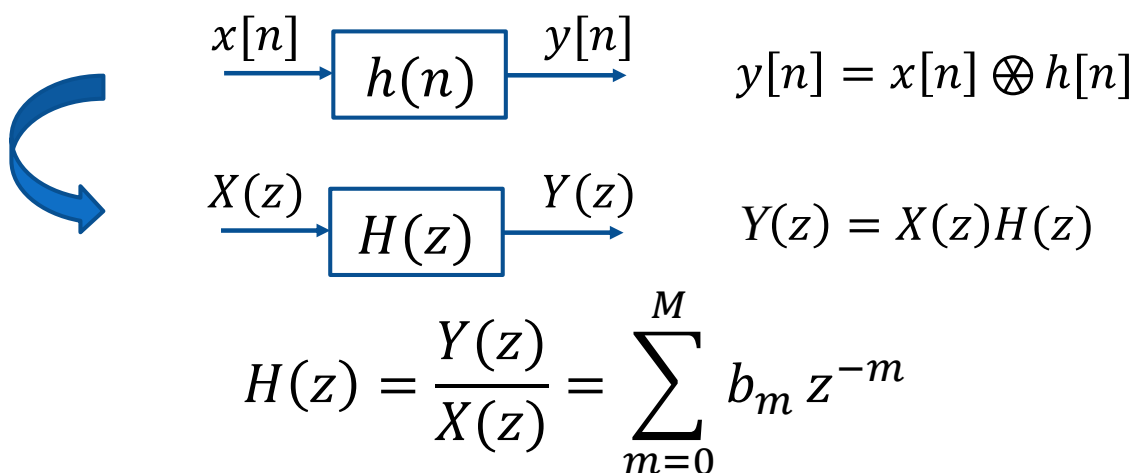 x[n] h(n) y[n] y[n] = x[n] ⊛ h[n]
X(z) H(z) Y(z) Y(z) = X(z)H(z)
H(z) = Y(z)/X(z) = ∑_{m=0}^{M} b_m z^{-m}